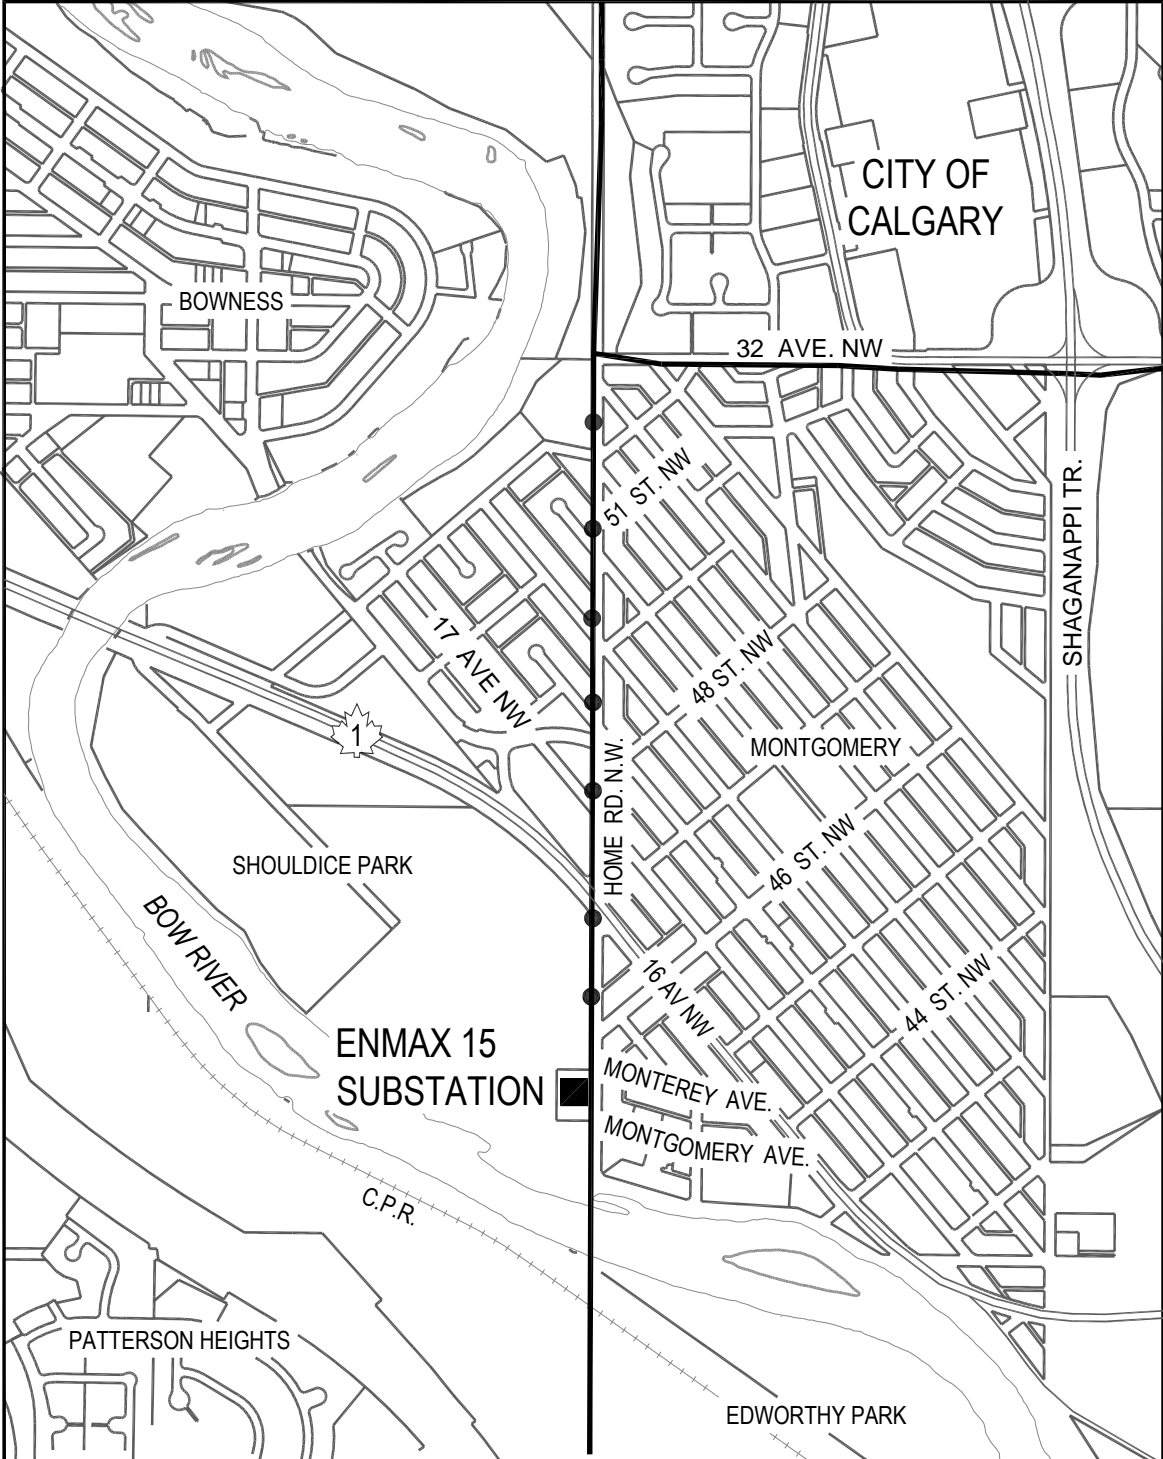 CITY OF
CALGARY
BOWNESS
32 AVE. NW
51 ST. NW
SHAGANAPPI TR.
17 AVE NW
48 ST. NW
1
MONTGOMERY
HOME RD. N.W.
46 ST. NW
SHOULDICE PARK
BOW RIVER
16 AV NW
44 ST. NW
ENMAX 15
SUBSTATION
MONTEREY AVE.
MONTGOMERY AVE.
C.P.R.
PATTERSON HEIGHTS
EDWORTHY PARK